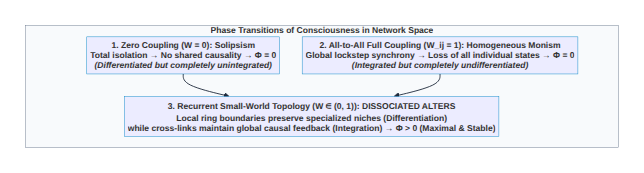 Phase Transitions of Consciousness in Network Space
1. Zero Coupling (W = 0): Solipsism
Total isolation → No shared causality → Φ = 0
(Differentiated but completely unintegrated)
2. All-to-All Full Coupling (W_ij = 1): Homogeneous Monism
Global lockstep synchrony → Loss of all individual states → Φ = 0
(Integrated but completely undifferentiated)
3. Recurrent Small-World Topology (W ∈ (0, 1)): DISSOCIATED ALTERS
Local ring boundaries preserve specialized niches (Differentiation)
while cross-links maintain global causal feedback (Integration) → Φ > 0 (Maximal & Stable)